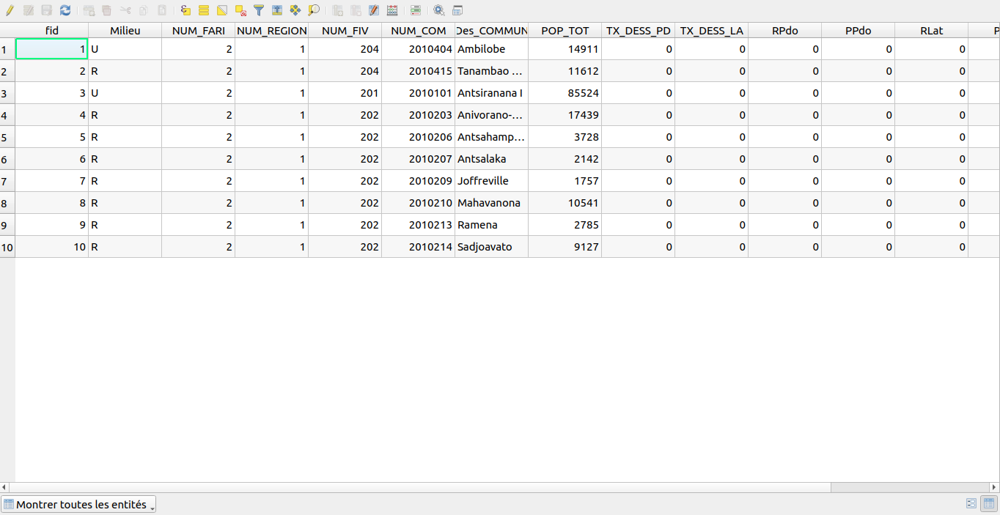 fid Milieu NUM_FARI NUM_REGION NUM_FIV NUM_COM Des_COMMUN POP_TOT TX_DESS_PD TX_DESS_LA RPdo PPdo RLat P
1 1 U 2 1 204 2010404 Ambilobe 14911 0 0 0 0 0
2 2 R 2 1 204 2010415 Tanambao ... 11612 0 0 0 0 0
3 3 U 2 1 201 2010101 Antsiranana I 85524 0 0 0 0 0
4 4 R 2 1 202 2010203 Anivorano-... 17439 0 0 0 0 0
5 5 R 2 1 202 2010206 Antsahamp... 3728 0 0 0 0 0
6 6 R 2 1 202 2010207 Antsalaka 2142 0 0 0 0 0
7 7 R 2 1 202 2010209 Joffreville 1757 0 0 0 0 0
8 8 R 2 1 202 2010210 Mahavanona 10541 0 0 0 0 0
9 9 R 2 1 202 2010213 Ramena 2785 0 0 0 0 0
10 10 R 2 1 202 2010214 Sadjoavato 9127 0 0 0 0 0
Montrer toutes les entités